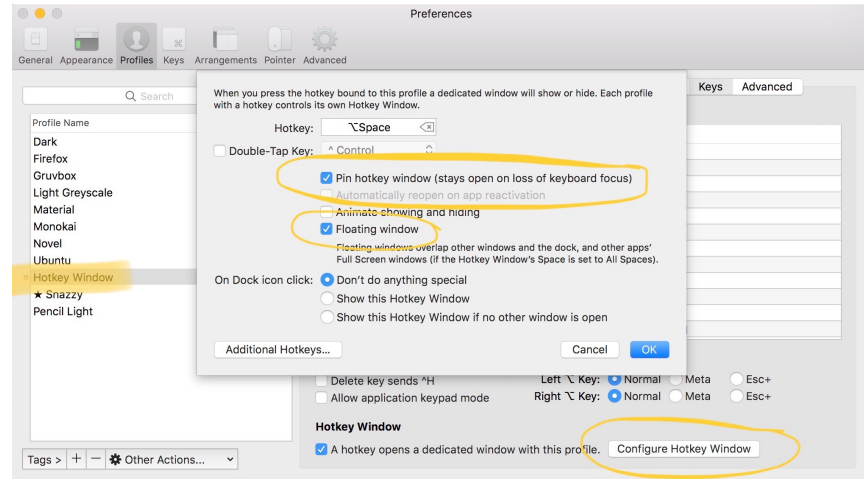 Preferences
General Appearance Profiles Keys Arrangements Pointer Advanced
Search
Keys Advanced
Profile Name
Dark
Firefox
Gruvbox
Light Greyscale
Material
Monokai
Novel
Ubuntu
Hotkey Window
★ Snazzy
Pencil Light
Tags > + − Other Actions...
When you press the hotkey bound to this profile a dedicated window will show or hide. Each profile
with a hotkey controls its own Hotkey Window.
Hotkey: ⌥Space
Double-Tap Key: ^ Control
Pin hotkey window (stays open on loss of keyboard focus)
Automatically reopen on app reactivation
Animate showing and hiding
Floating window
Floating windows overlap other windows and the dock, and other apps'
Full Screen windows (if the Hotkey Window's Space is set to All Spaces).
On Dock icon click: Don't do anything special
Show this Hotkey Window
Show this Hotkey Window if no other window is open
Additional Hotkeys... Cancel OK
Delete key sends ^H Left ⌥ Key: Normal Meta Esc+
Allow application keypad mode Right ⌥ Key: Normal Meta Esc+
Hotkey Window
A hotkey opens a dedicated window with this profile. Configure Hotkey Window